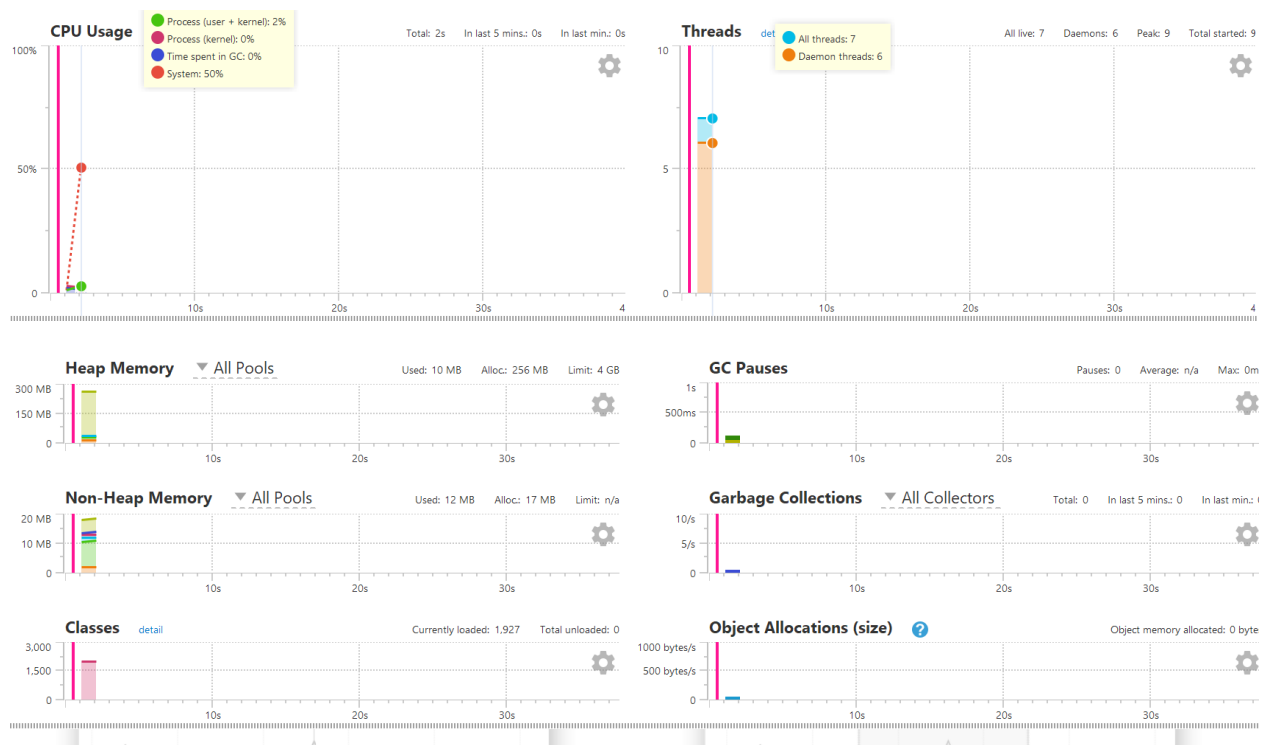 CPU Usage
Process (user + kernel): 2%
Process (kernel): 0%
Time spent in GC: 0%
System: 50%
Total: 2s In last 5 mins.: 0s In last min.: 0s
100%
50%
0
10s 20s 30s 4
Threads
All threads: 7
Daemon threads: 6
All live: 7 Daemons: 6 Peak: 9 Total started: 9
10
5
0
10s 20s 30s 4
Heap Memory All Pools Used: 10 MB Alloc.: 256 MB Limit: 4 GB
300 MB
150 MB
0
10s 20s 30s
GC Pauses Pauses: 0 Average: n/a Max: 0m
1s
500ms
0
10s 20s 30s
Non-Heap Memory All Pools Used: 12 MB Alloc.: 17 MB Limit: n/a
20 MB
10 MB
0
10s 20s 30s
Garbage Collections All Collectors Total: 0 In last 5 mins.: 0 In last min.:
10/s
5/s
0
10s 20s 30s
Classes detail Currently loaded: 1,927 Total unloaded: 0
3,000
1,500
0
10s 20s 30s
Object Allocations (size) ? Object memory allocated: 0 byte
1000 bytes/s
500 bytes/s
0
10s 20s 30s